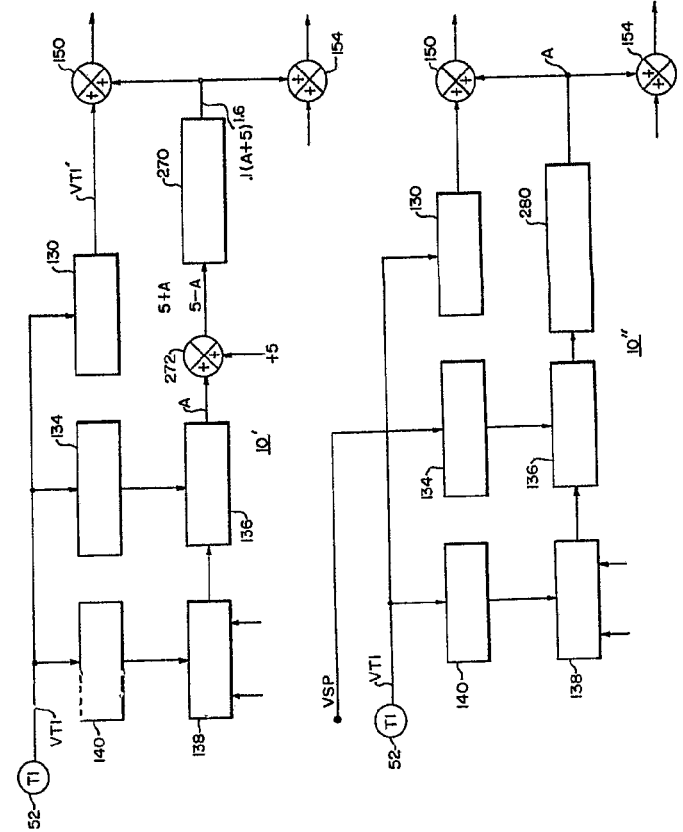 52
T1
VT1
140
134
130
VT1'
150
138
136
A
272
+ +
+5
5+A
5-A
270
.1(A+5)^1.6
+ +
154
10'
VSP
52
T1
VT1
140
134
130
150
+ +
138
136
280
A
154
+ +
10"